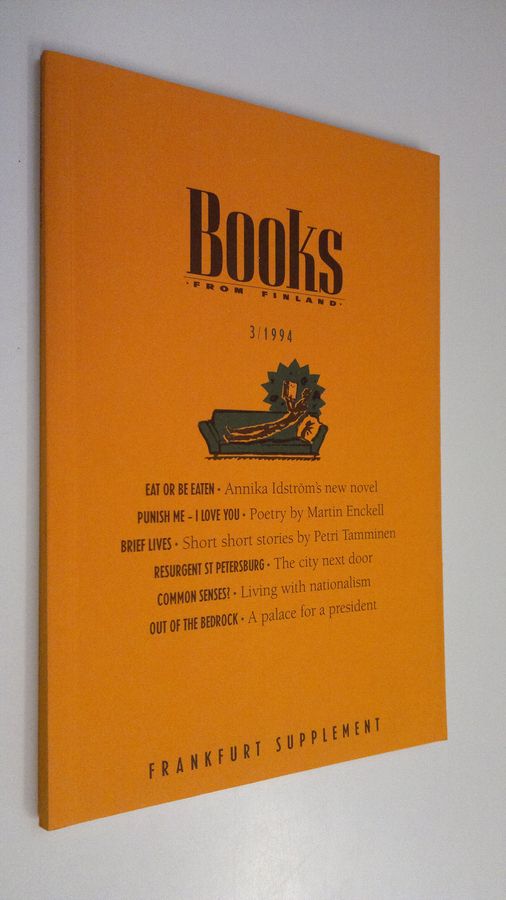 Books
·FROM FINLAND·
3/1994
EAT OR BE EATEN · Annika Idström's new novel
PUNISH ME – I LOVE YOU · Poetry by Martin Enckell
BRIEF LIVES · Short short stories by Petri Tamminen
RESURGENT ST PETERSBURG · The city next door
COMMON SENSES? · Living with nationalism
OUT OF THE BEDROCK · A palace for a president
FRANKFURT SUPPLEMENT